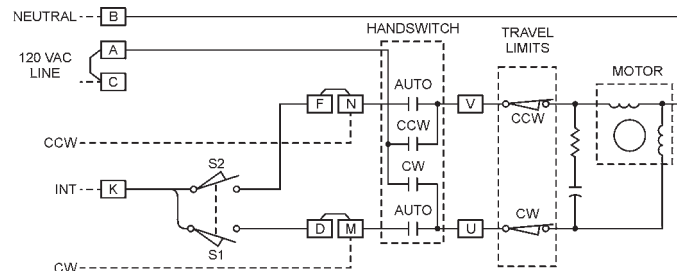 NEUTRAL B
HANDSWITCH
TRAVEL
LIMITS
A
120 VAC
LINE
C
MOTOR
AUTO
F N V
CCW
CCW
CCW
S2
CW
INT K
AUTO
CW
D M U
S1
CW